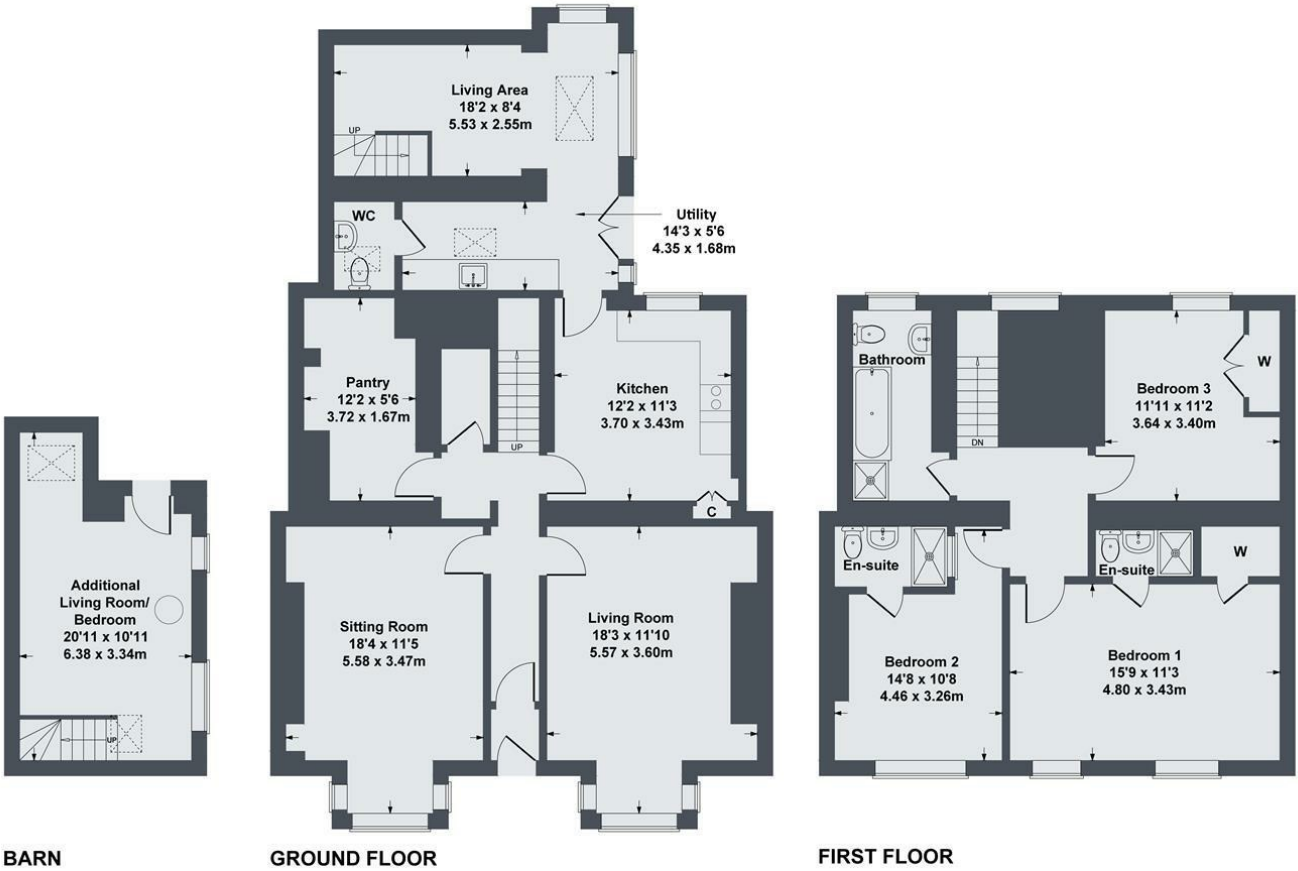 Living Area
18'2 x 8'4
5.53 x 2.55m
UP
WC
Utility
14'3 x 5'6
4.35 x 1.68m
Pantry
12'2 x 5'6
3.72 x 1.67m
UP
Kitchen
12'2 x 11'3
3.70 x 3.43m
C
Sitting Room
18'4 x 11'5
5.58 x 3.47m
Living Room
18'3 x 11'10
5.57 x 3.60m
Additional
Living Room/
Bedroom
20'11 x 10'11
6.38 x 3.34m
UP
Bathroom
DN
Bedroom 3
11'11 x 11'2
3.64 x 3.40m
W
En-suite
En-suite
W
Bedroom 2
14'8 x 10'8
4.46 x 3.26m
Bedroom 1
15'9 x 11'3
4.80 x 3.43m
BARN
GROUND FLOOR
FIRST FLOOR